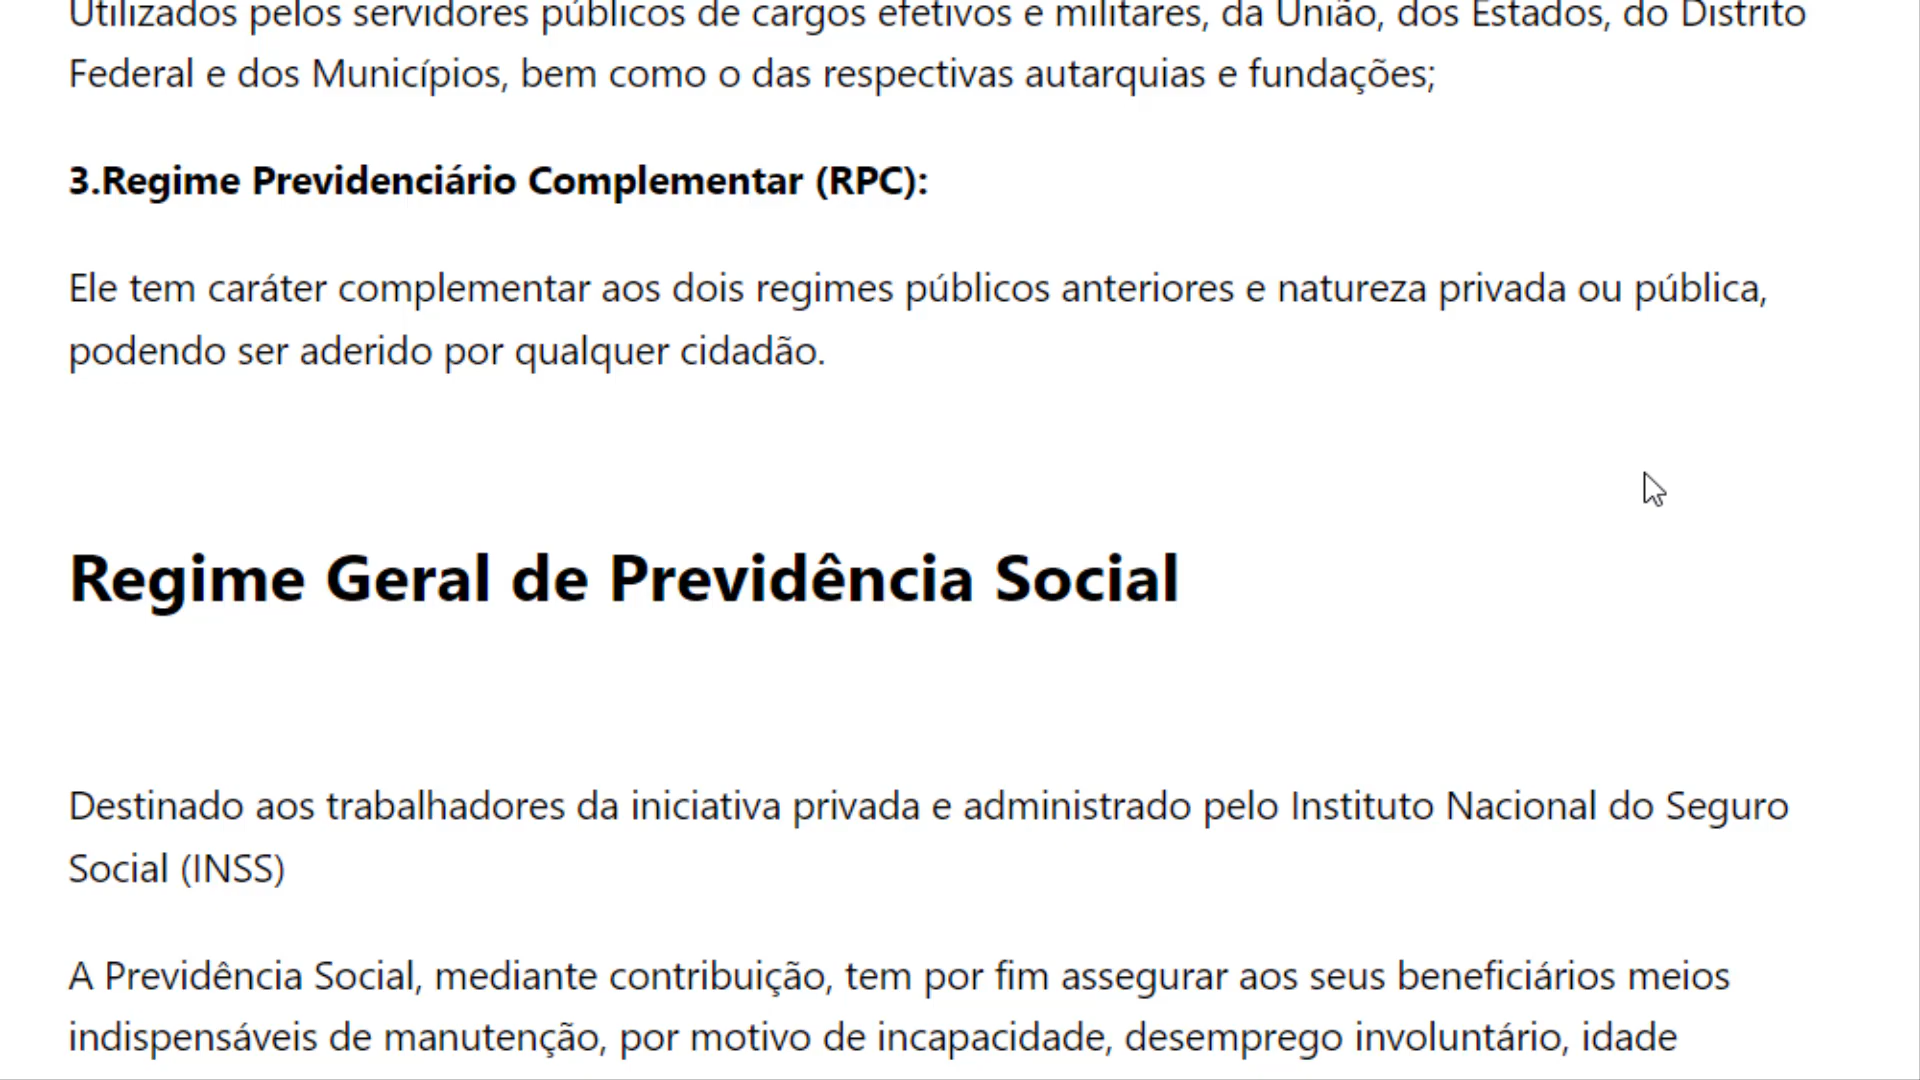 Utilizados pelos servidores públicos de cargos efetivos e militares, da União, dos Estados, do Distrito
Federal e dos Municípios, bem como o das respectivas autarquias e fundações;
3.Regime Previdenciário Complementar (RPC):
Ele tem caráter complementar aos dois regimes públicos anteriores e natureza privada ou pública,
podendo ser aderido por qualquer cidadão.
Regime Geral de Previdência Social
Destinado aos trabalhadores da iniciativa privada e administrado pelo Instituto Nacional do Seguro
Social (INSS)
A Previdência Social, mediante contribuição, tem por fim assegurar aos seus beneficiários meios
indispensáveis de manutenção, por motivo de incapacidade, desemprego involuntário, idade